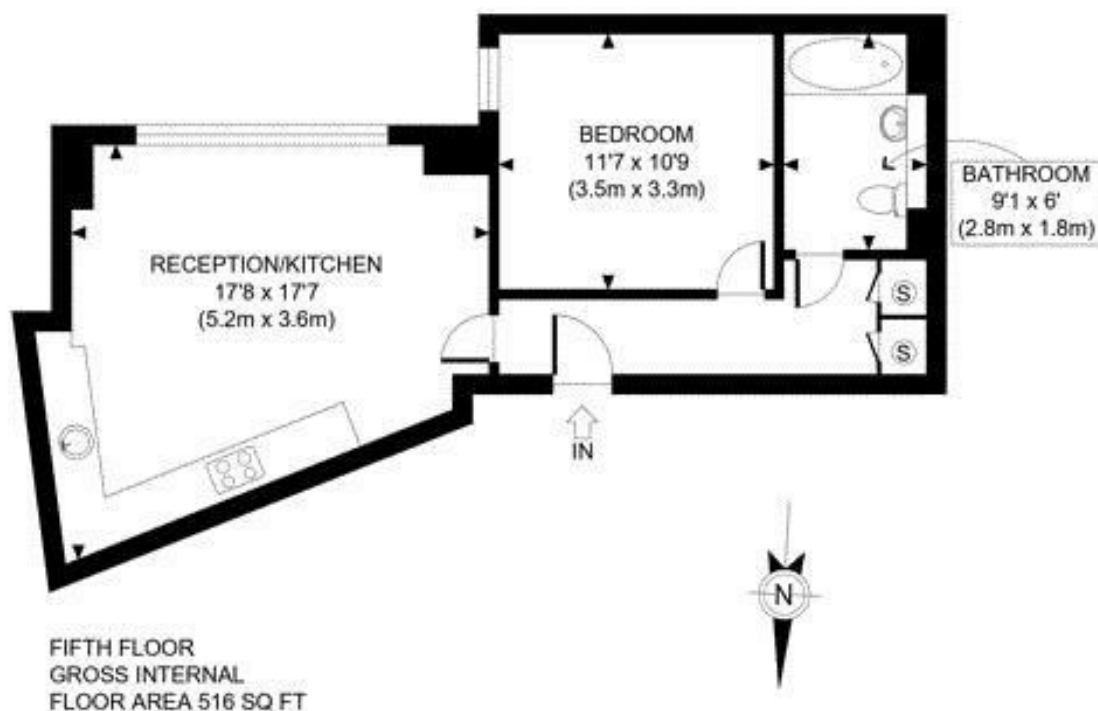 BEDROOM
11'7 x 10'9
(3.5m x 3.3m)
BATHROOM
9'1 x 6'
(2.8m x 1.8m)
RECEPTION/KITCHEN
17'8 x 17'7
(5.2m x 3.6m)
S
S
IN
N
FIFTH FLOOR
GROSS INTERNAL
FLOOR AREA 516 SQ FT